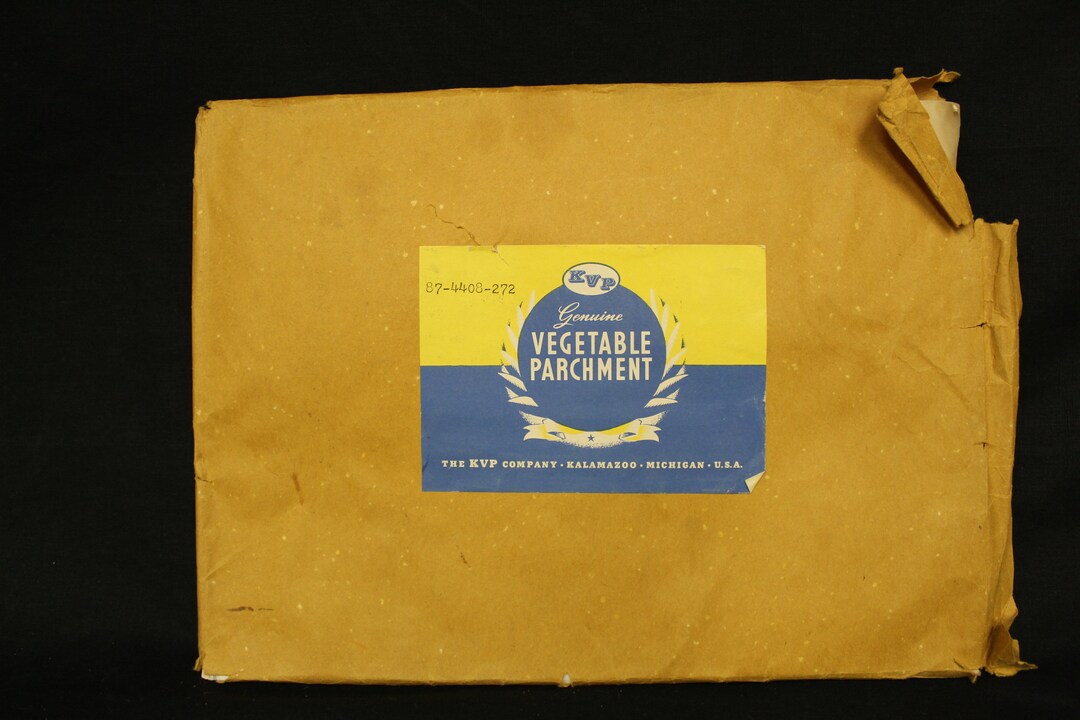 87-4408-272
KVP
Genuine
VEGETABLE
PARCHMENT
THE KVP COMPANY · KALAMAZOO · MICHIGAN · U.S.A.